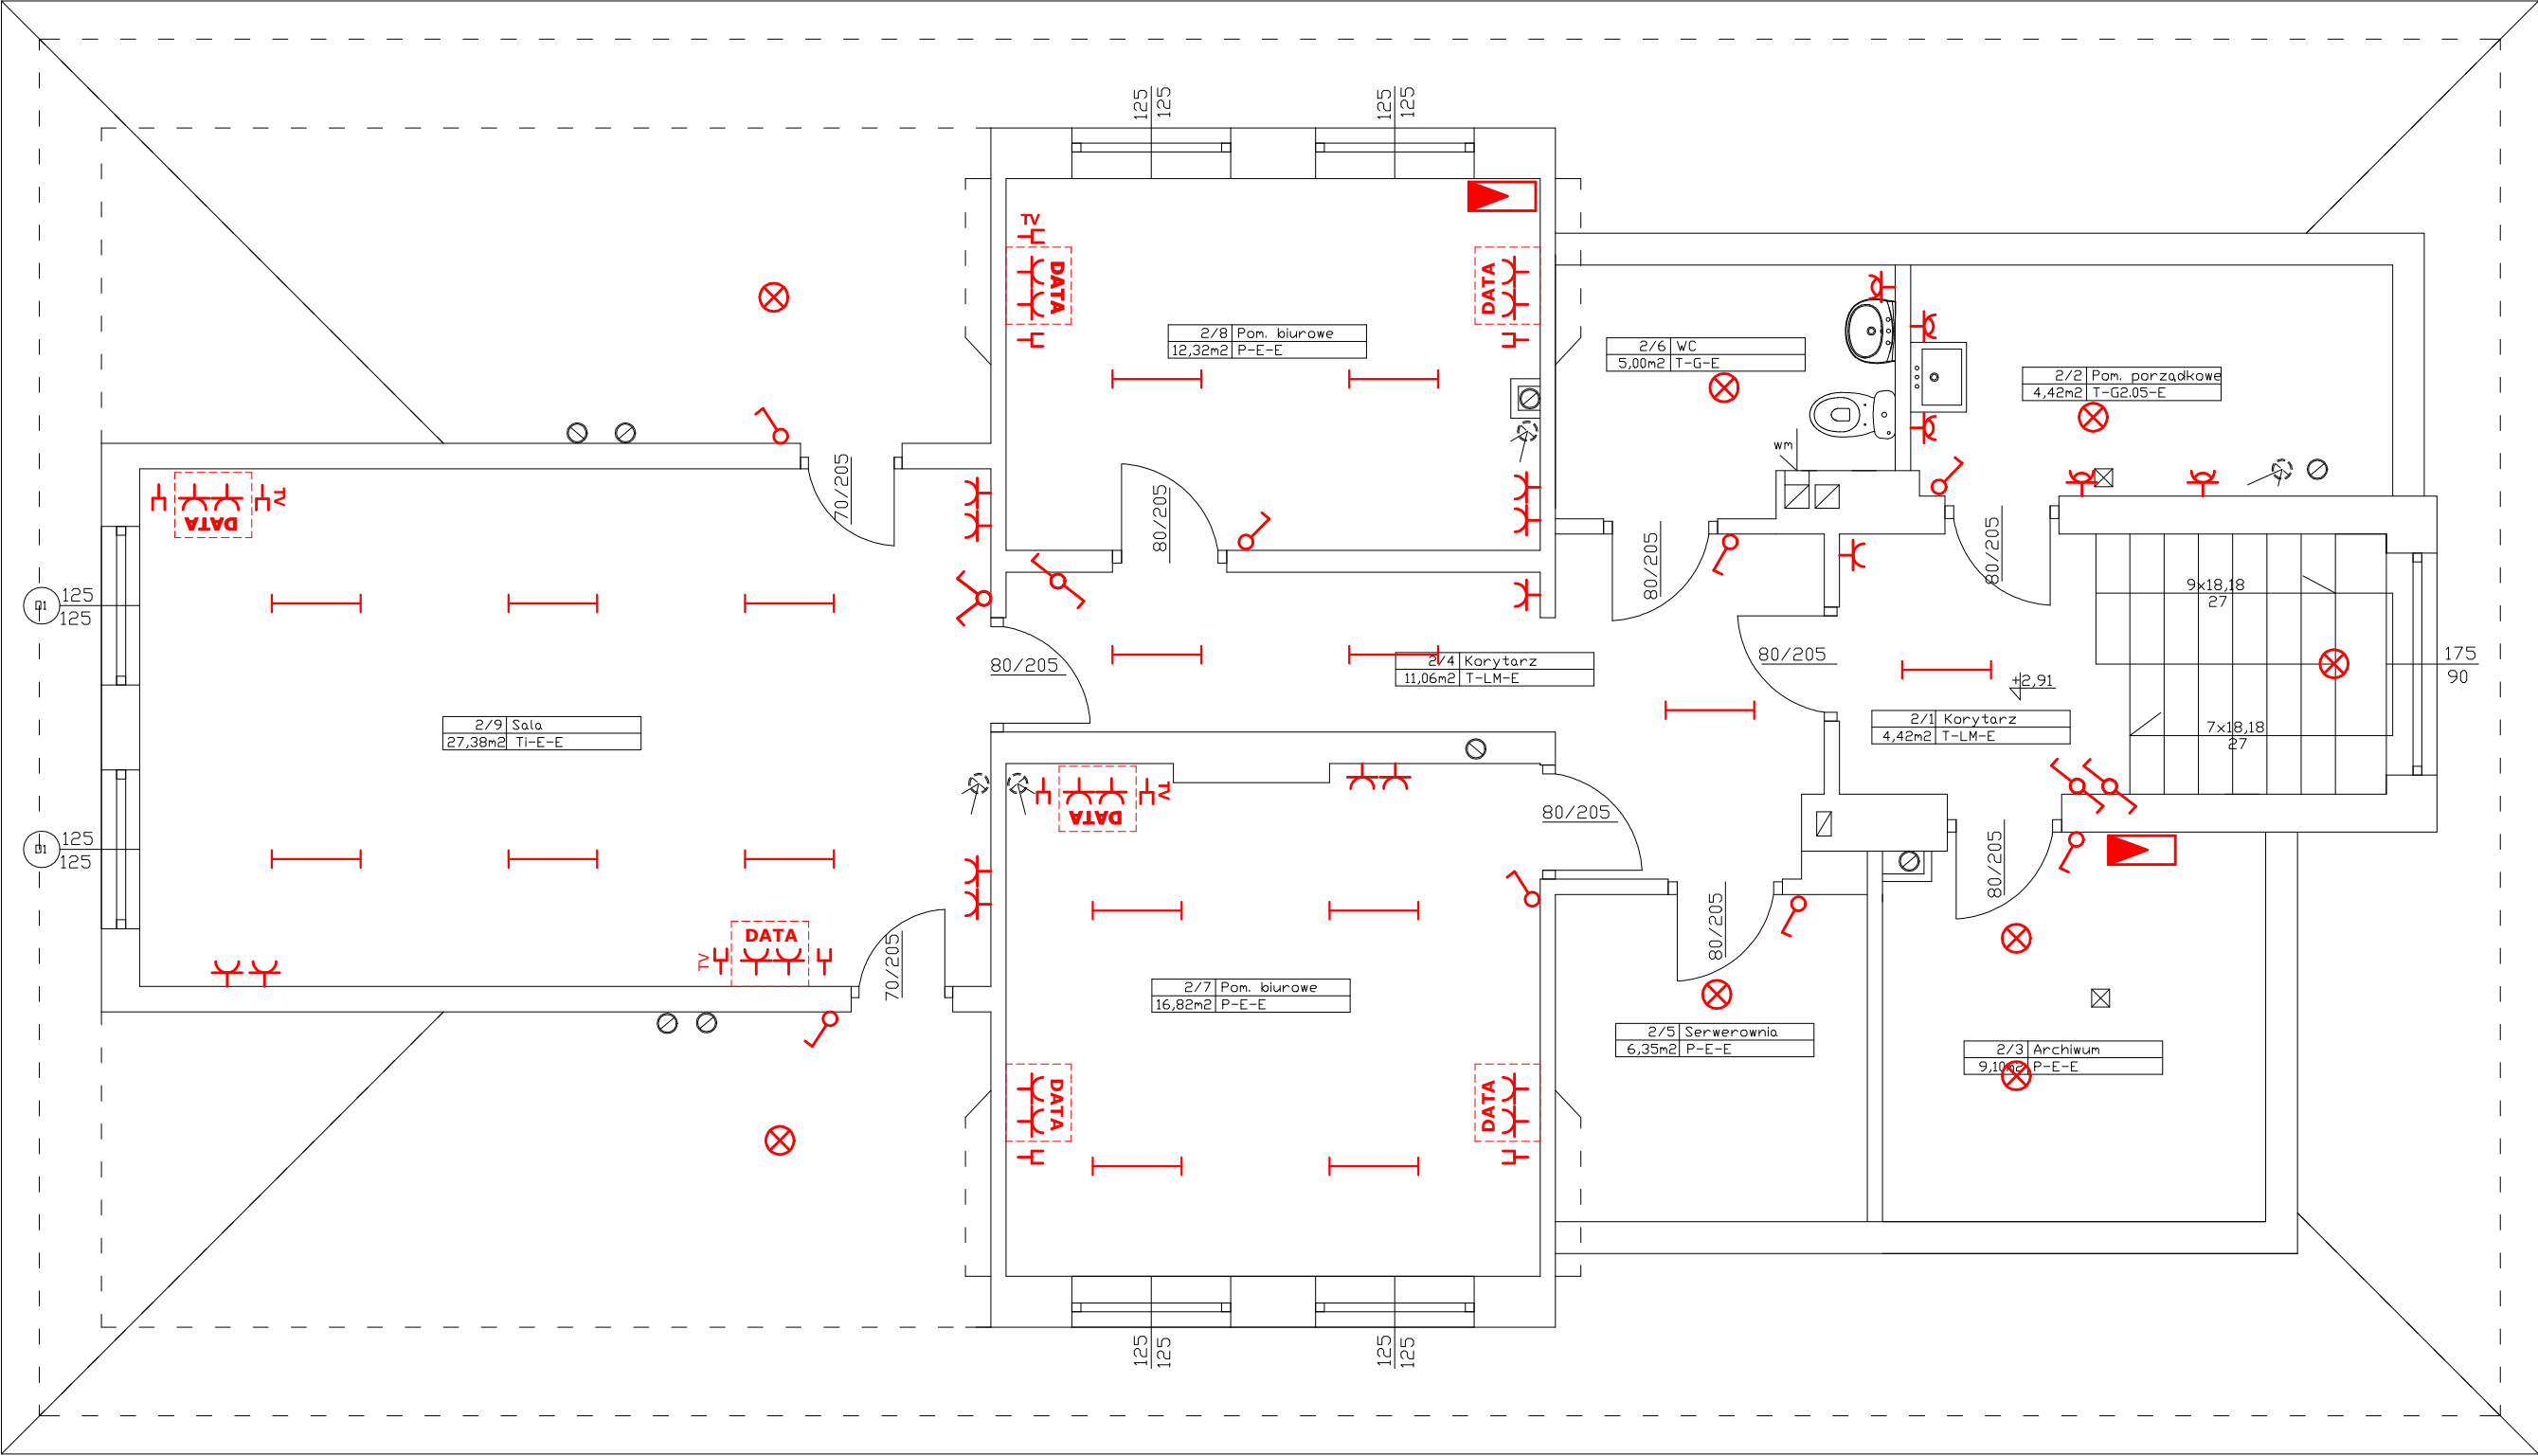 125
125
125
125
TV
DATA
DATA
2/8 Pom. biurowe
12,32m2 P-E-E
2/6 WC
5,00m2 T-G-E
2/2 Pom. porządkowe
4,42m2 T-G2.05-E
wm
70/205
TV
DATA
80/205
80/205
80/205
9x18,18
27
D1
125
125
80/205
80/205
2/4 Korytarz
11,06m2 T-LM-E
+2,91
175
90
2/9 Sala
27,38m2 Ti-E-E
2/1 Korytarz
4,42m2 T-LM-E
7x18,18
27
TV
DATA
80/205
D1
125
125
80/205
80/205
TV
DATA
70/205
2/7 Pom. biurowe
16,82m2 P-E-E
2/5 Serwerownia
6,35m2 P-E-E
2/3 Archiwum
9,10m2 P-E-E
DATA
DATA
125
125
125
125